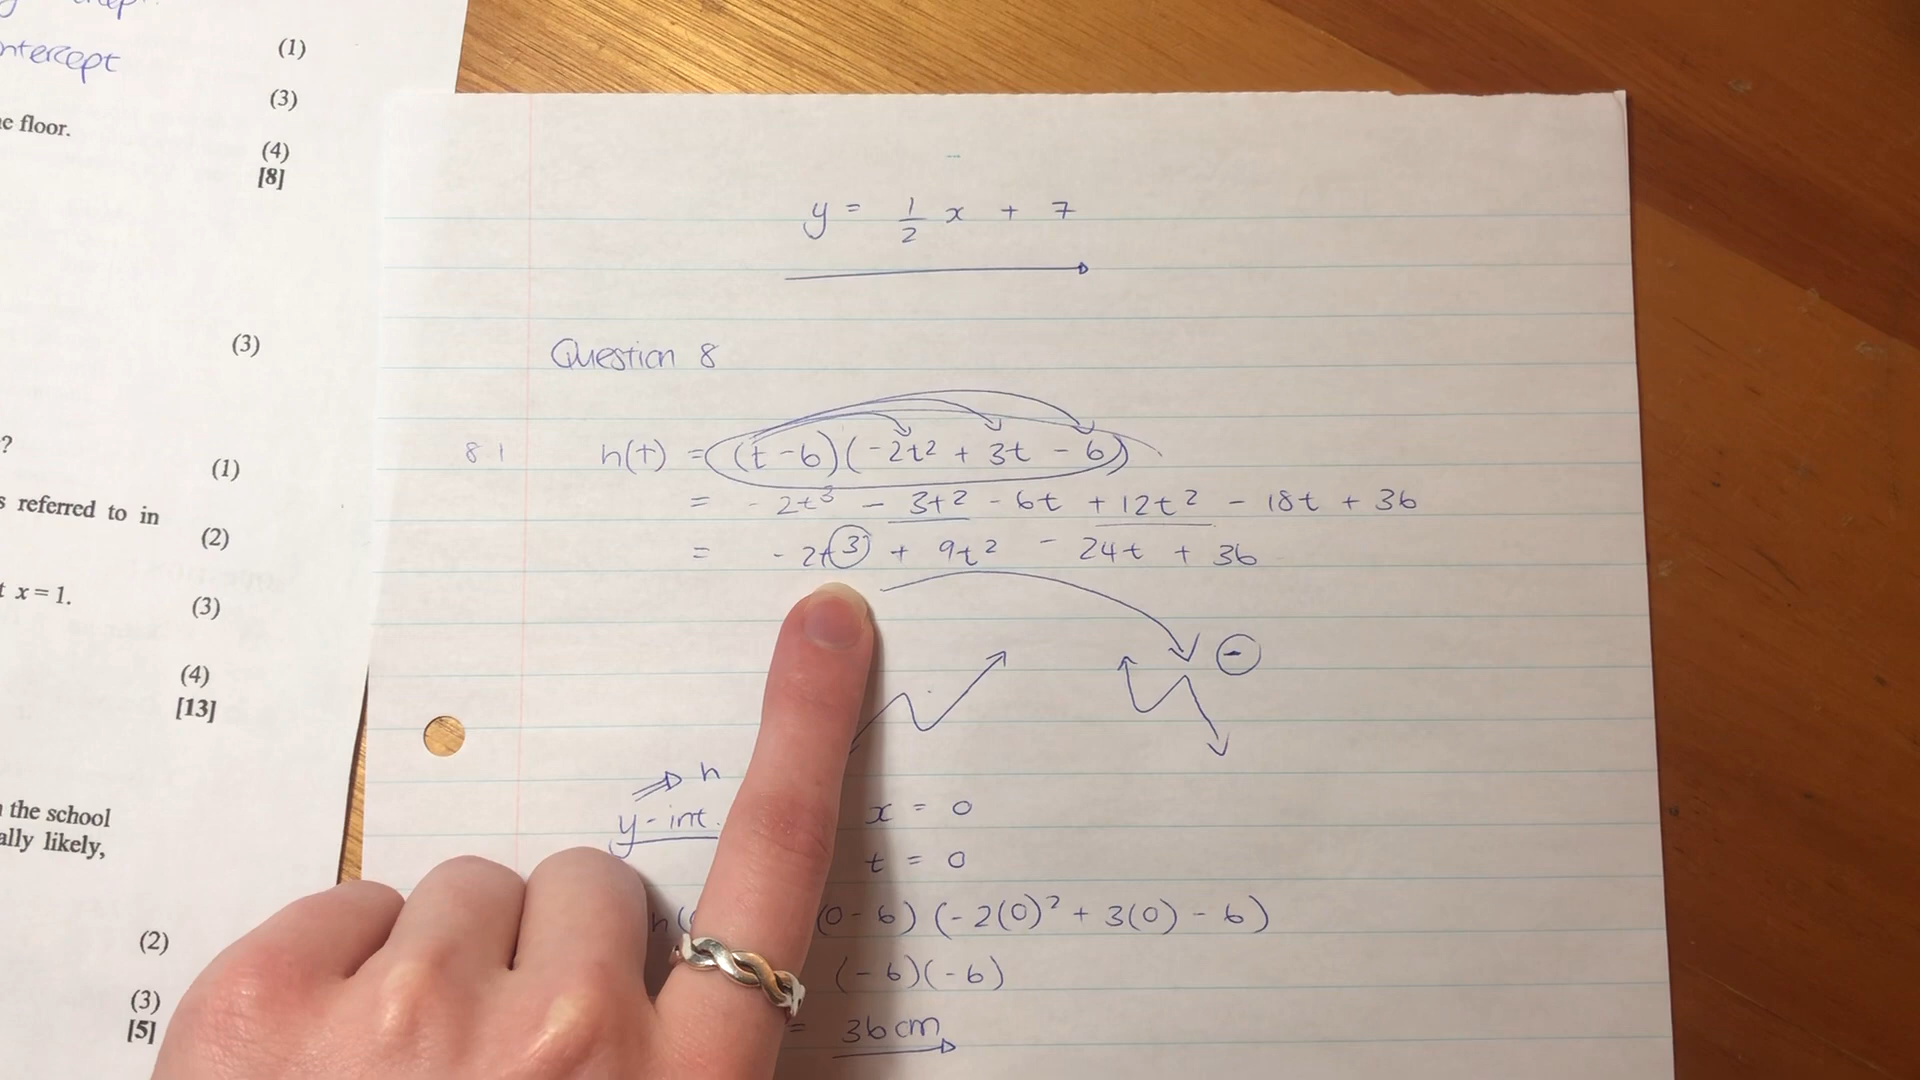 ntercept
(1)
(3)
e floor.
(4)
[8]
(3)
?
(1)
s referred to in
(2)
t x = 1.
(3)
(4)
[13]
the school
ally likely,
(2)
(3)
[5]
y = 1/2 x + 7
Question 8
8 1 h(t) = (t - 6)(-2t² + 3t - 6)
= - 2t³ - 3t² - 6t + 12t² - 18t + 36
= - 2t³ + 9t² - 24t + 36
-
⇒ h
y-int.
x = 0
t = 0
h( (0 - 6)(-2(0)² + 3(0) - 6)
(-6)(-6)
= 36cm